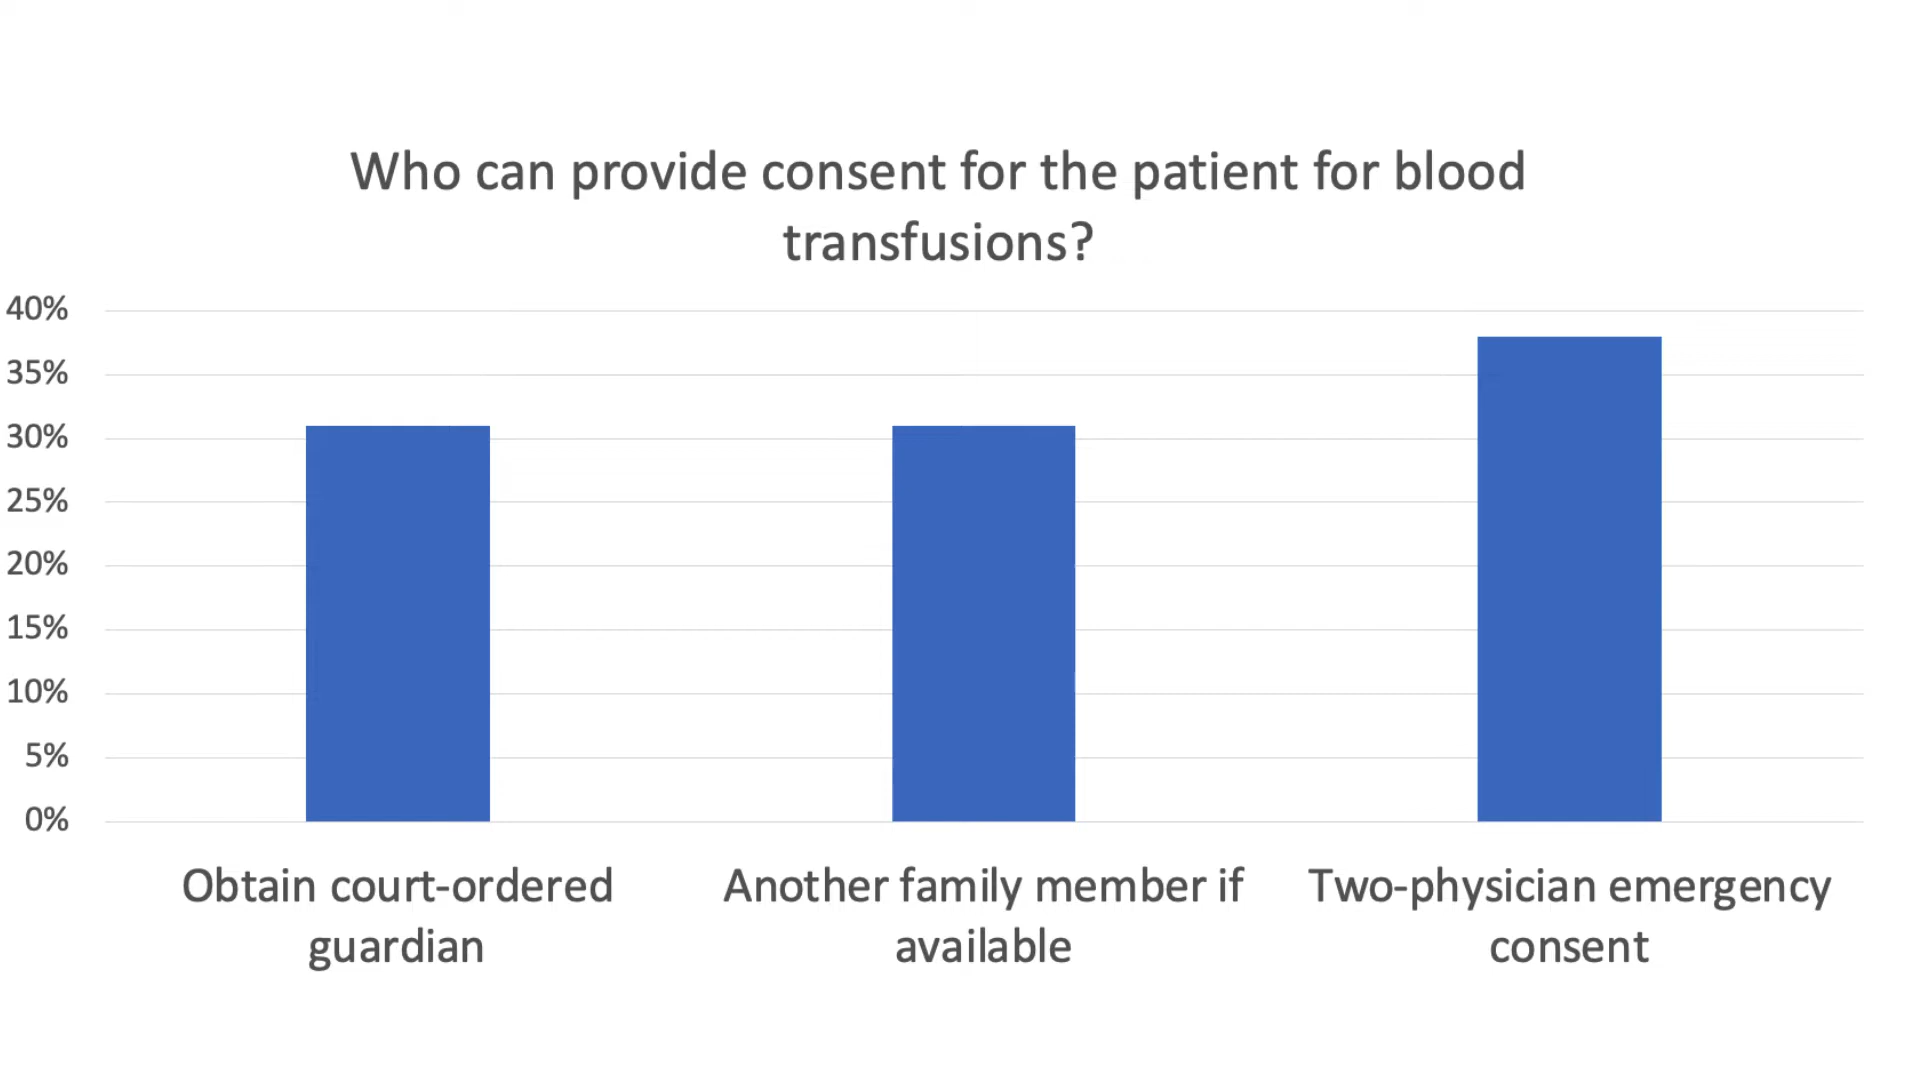 Who can provide consent for the patient for blood
transfusions?
40%
35%
30%
25%
20%
15%
10%
5%
0%
Obtain court-ordered
guardian
Another family member if
available
Two-physician emergency
consent